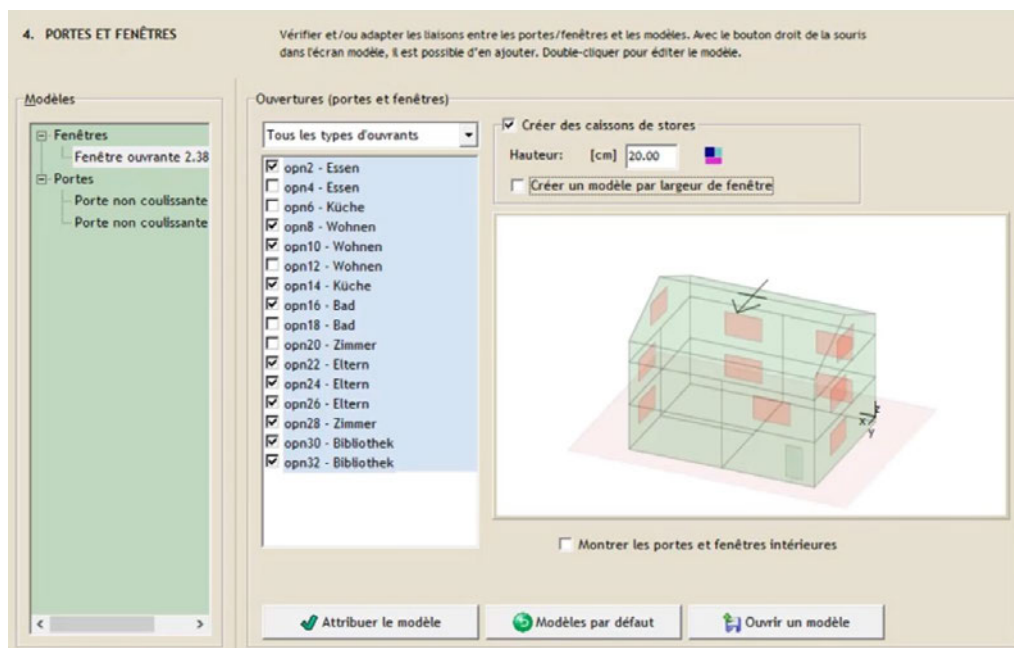 4. PORTES ET FENÊTRES
Vérifier et/ou adapter les liaisons entre les portes/fenêtres et les modèles. Avec le bouton droit de la souris
dans l'écran modèle, il est possible d'en ajouter. Double-cliquer pour éditer le modèle.
Modèles
Fenêtres
Fenêtre ouvrante 2.38
Portes
Porte non coulissante
Porte non coulissante
Ouvertures (portes et fenêtres)
Tous les types d'ouvrants
opn2 - Essen
opn4 - Essen
opn6 - Küche
opn8 - Wohnen
opn10 - Wohnen
opn12 - Wohnen
opn14 - Küche
opn16 - Bad
opn18 - Bad
opn20 - Zimmer
opn22 - Eltern
opn24 - Eltern
opn26 - Eltern
opn28 - Zimmer
opn30 - Bibliothek
opn32 - Bibliothek
Créer des caissons de stores
Hauteur: [cm] 20.00
Créer un modèle par largeur de fenêtre
z
x
y
Montrer les portes et fenêtres intérieures
Attribuer le modèle
Modèles par défaut
Ouvrir un modèle